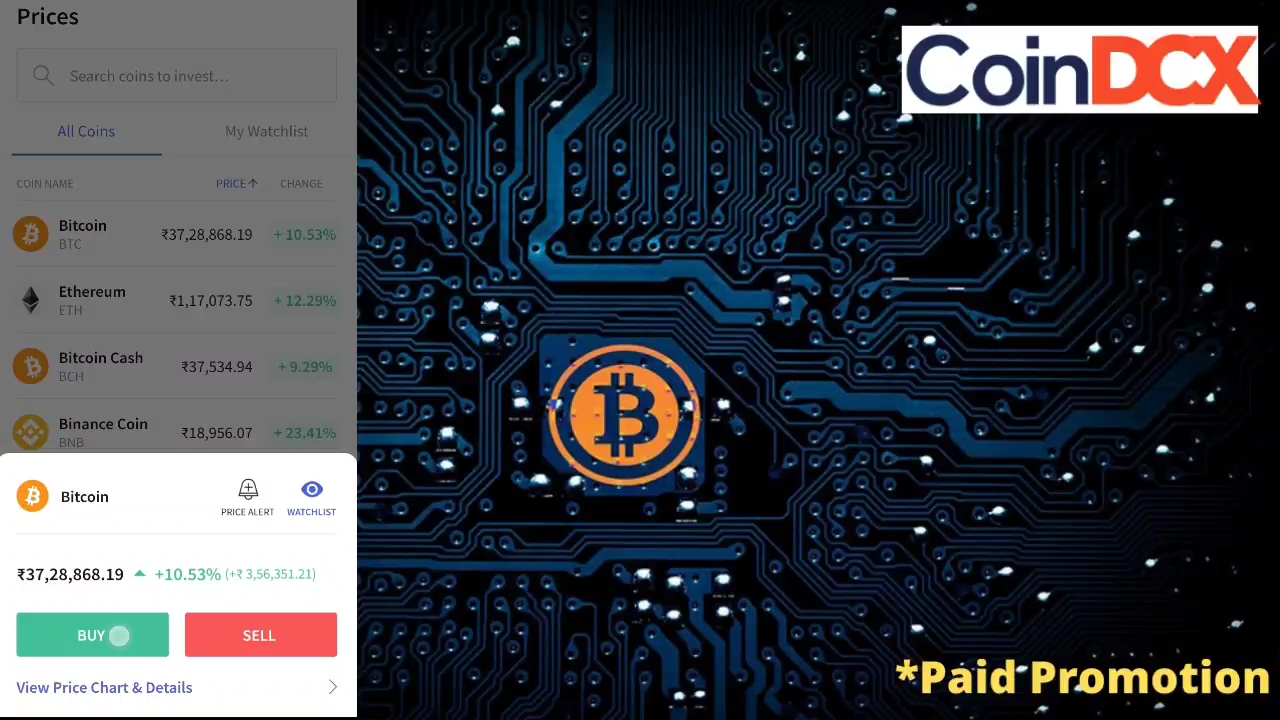 Prices
Search coins to invest...
All Coins
My Watchlist
COIN NAME
PRICE↑
CHANGE
Bitcoin
BTC
₹37,28,868.19
+ 10.53%
Ethereum
ETH
₹1,17,073.75
+ 12.29%
Bitcoin Cash
BCH
₹37,534.94
+ 9.29%
Binance Coin
BNB
₹18,956.07
+ 23.41%
Bitcoin
PRICE ALERT
WATCHLIST
₹37,28,868.19
+10.53% (+₹ 3,56,351.21)
BUY
SELL
View Price Chart & Details
CoinDCX
*Paid Promotion